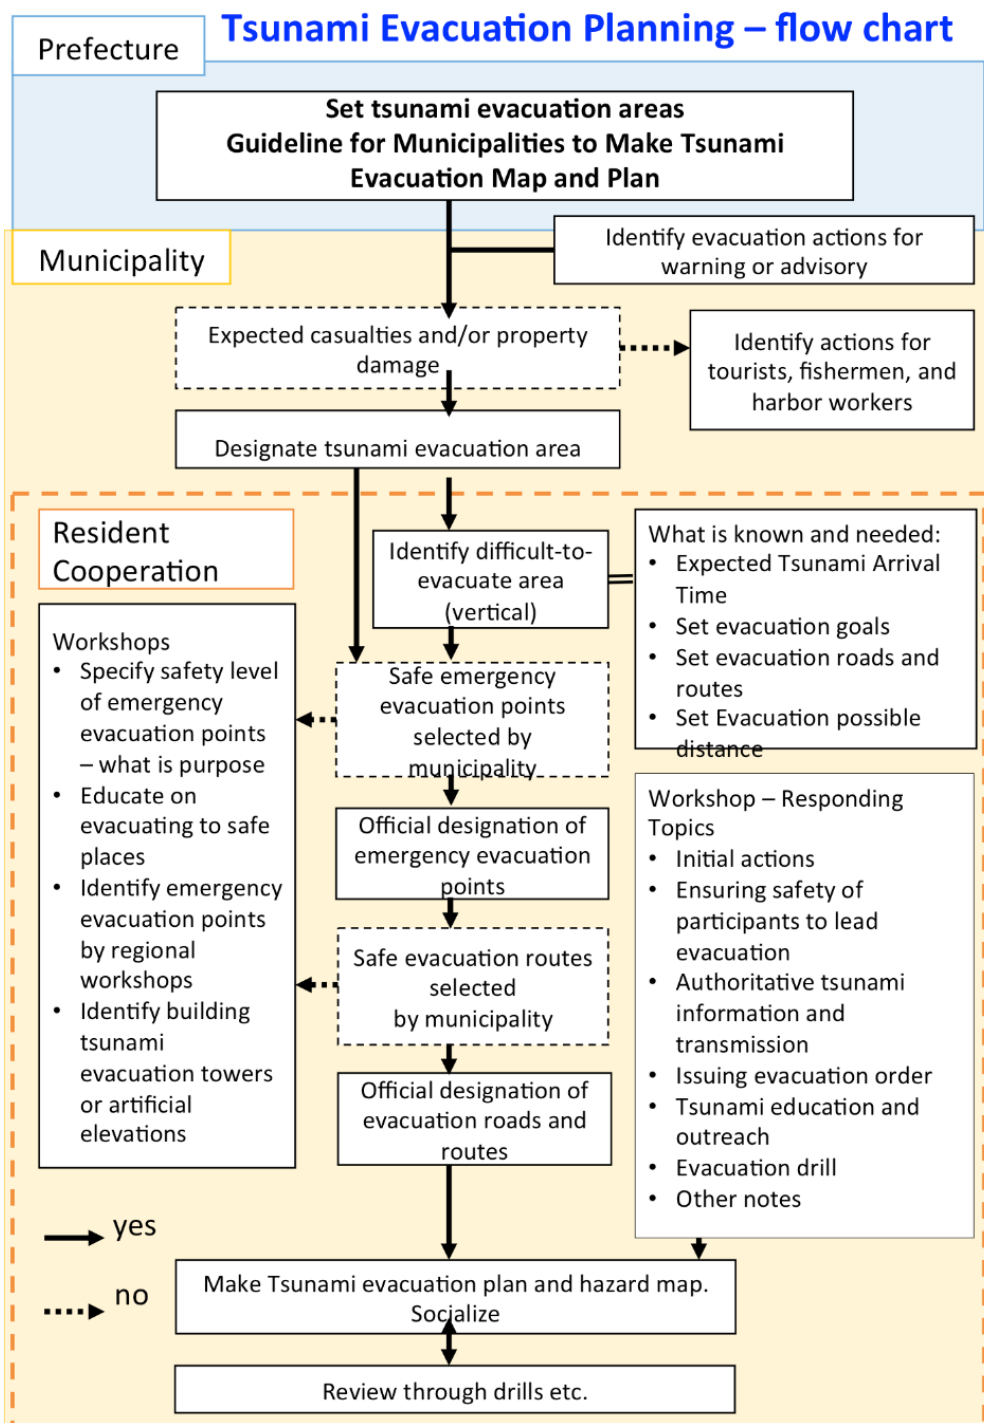 Tsunami Evacuation Planning – flow chart
Prefecture
Set tsunami evacuation areas
Guideline for Municipalities to Make Tsunami
Evacuation Map and Plan
Identify evacuation actions for
warning or advisory
Municipality
Expected casualties and/or property
damage
Identify actions for
tourists, fishermen, and
harbor workers
Designate tsunami evacuation area
Resident
Cooperation
Identify difficult-to-
evacuate area
(vertical)
What is known and needed:
• Expected Tsunami Arrival
Time
• Set evacuation goals
• Set evacuation roads and
routes
• Set Evacuation possible
distance
Workshops
• Specify safety level
of emergency
evacuation points
– what is purpose
• Educate on
evacuating to safe
places
• Identify emergency
evacuation points
by regional
workshops
• Identify building
tsunami
evacuation towers
or artificial
elevations
Safe emergency
evacuation points
selected by
municipality
Official designation of
emergency evacuation
points
Safe evacuation routes
selected
by municipality
Official designation of
evacuation roads and
routes
Workshop – Responding
Topics
• Initial actions
• Ensuring safety of
participants to lead
evacuation
• Authoritative tsunami
information and
transmission
• Issuing evacuation order
• Tsunami education and
outreach
• Evacuation drill
• Other notes
yes
no
Make Tsunami evacuation plan and hazard map.
Socialize
Review through drills etc.